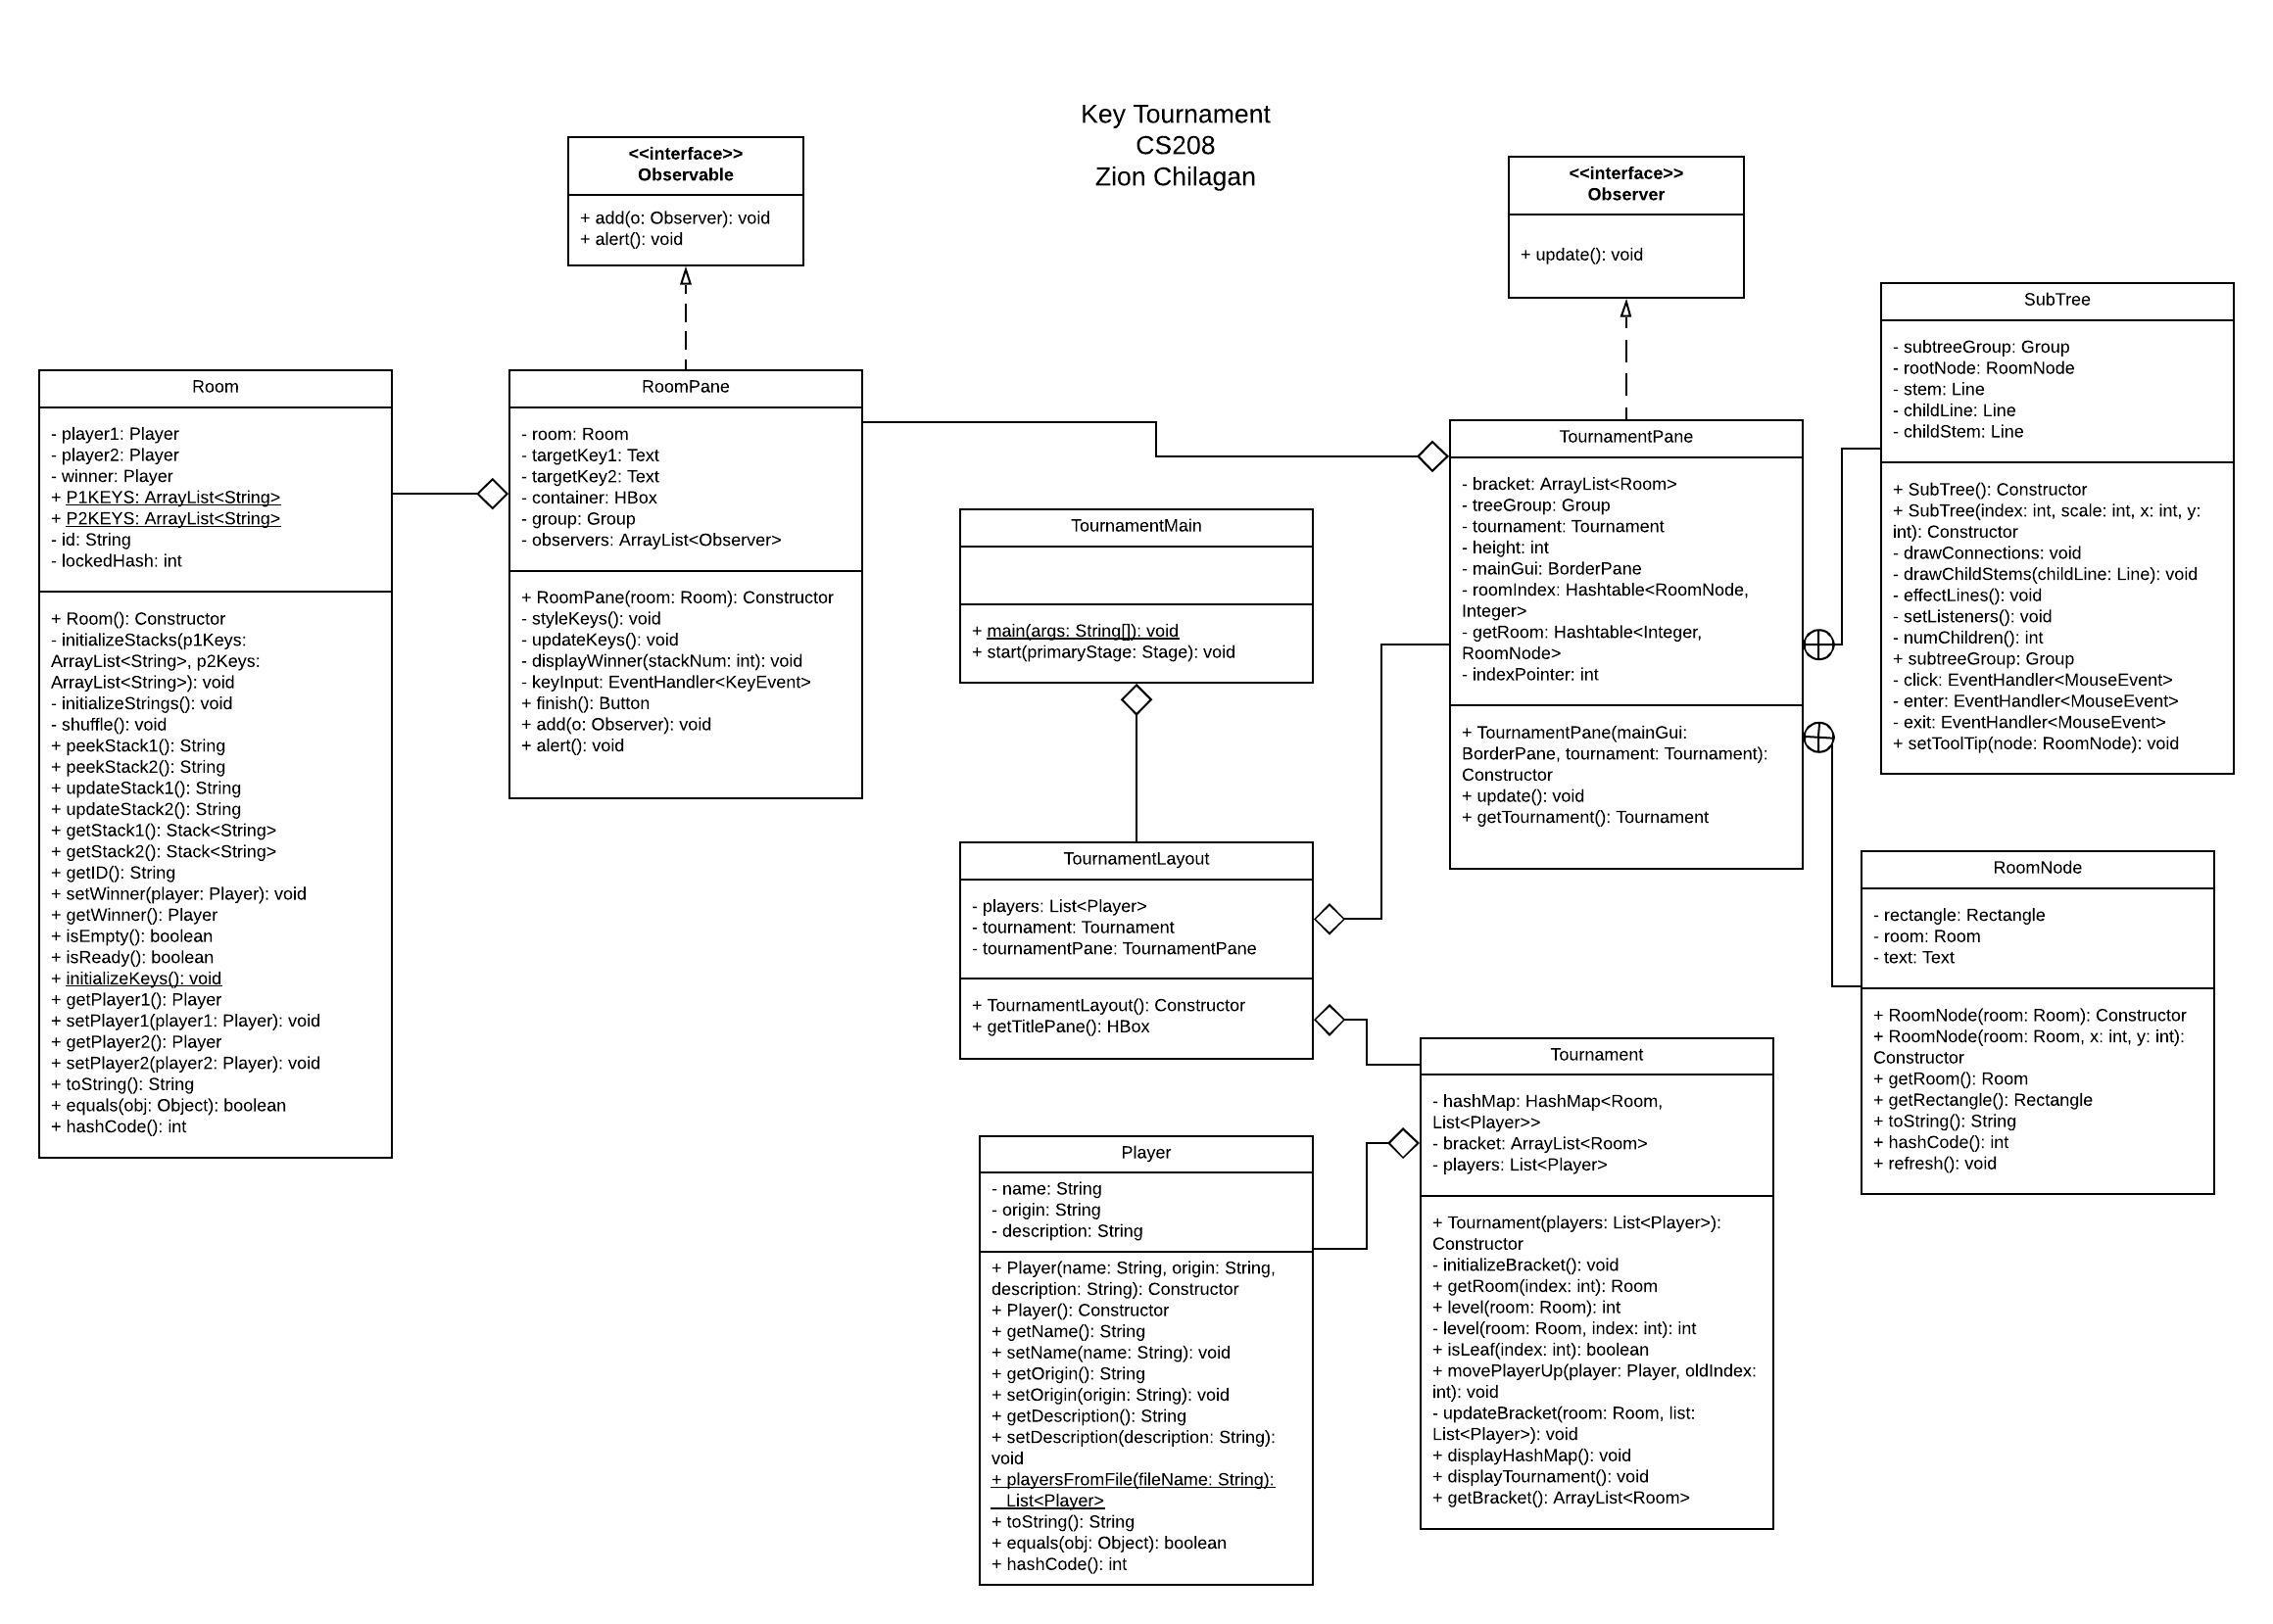 Key Tournament
CS208
Zion Chilagan
<<interface>>
Observable
+ add(o: Observer): void
+ alert(): void
<<interface>>
Observer
+ update(): void
Room
- player1: Player
- player2: Player
- winner: Player
+ P1KEYS: ArrayList<String>
+ P2KEYS: ArrayList<String>
- id: String
- lockedHash: int
+ Room(): Constructor
- initializeStacks(p1Keys:
ArrayList<String>, p2Keys:
ArrayList<String>): void
- initializeStrings(): void
- shuffle(): void
+ peekStack1(): String
+ peekStack2(): String
+ updateStack1(): String
+ updateStack2(): String
+ getStack1(): Stack<String>
+ getStack2(): Stack<String>
+ getID(): String
+ setWinner(player: Player): void
+ getWinner(): Player
+ isEmpty(): boolean
+ isReady(): boolean
+ initializeKeys(): void
+ getPlayer1(): Player
+ setPlayer1(player1: Player): void
+ getPlayer2(): Player
+ setPlayer2(player2: Player): void
+ toString(): String
+ equals(obj: Object): boolean
+ hashCode(): int
RoomPane
- room: Room
- targetKey1: Text
- targetKey2: Text
- container: HBox
- group: Group
- observers: ArrayList<Observer>
+ RoomPane(room: Room): Constructor
- styleKeys(): void
- updateKeys(): void
- displayWinner(stackNum: int): void
- keyInput: EventHandler<KeyEvent>
+ finish(): Button
+ add(o: Observer): void
+ alert(): void
TournamentMain
+ main(args: String[]): void
+ start(primaryStage: Stage): void
TournamentLayout
- players: List<Player>
- tournament: Tournament
- tournamentPane: TournamentPane
+ TournamentLayout(): Constructor
+ getTitlePane(): HBox
Player
- name: String
- origin: String
- description: String
+ Player(name: String, origin: String,
description: String): Constructor
+ Player(): Constructor
+ getName(): String
+ setName(name: String): void
+ getOrigin(): String
+ setOrigin(origin: String): void
+ getDescription(): String
+ setDescription(description: String):
void
+ playersFromFile(fileName: String):
List<Player>
+ toString(): String
+ equals(obj: Object): boolean
+ hashCode(): int
TournamentPane
- bracket: ArrayList<Room>
- treeGroup: Group
- tournament: Tournament
- height: int
- mainGui: BorderPane
- roomIndex: Hashtable<RoomNode,
Integer>
- getRoom: Hashtable<Integer,
RoomNode>
- indexPointer: int
+ TournamentPane(mainGui:
BorderPane, tournament: Tournament):
Constructor
+ update(): void
+ getTournament(): Tournament
Tournament
- hashMap: HashMap<Room,
List<Player>>
- bracket: ArrayList<Room>
- players: List<Player>
+ Tournament(players: List<Player>):
Constructor
- initializeBracket(): void
+ getRoom(index: int): Room
+ level(room: Room): int
- level(room: Room, index: int): int
+ isLeaf(index: int): boolean
+ movePlayerUp(player: Player, oldIndex:
int): void
- updateBracket(room: Room, list:
List<Player>): void
+ displayHashMap(): void
+ displayTournament(): void
+ getBracket(): ArrayList<Room>
SubTree
- subtreeGroup: Group
- rootNode: RoomNode
- stem: Line
- childLine: Line
- childStem: Line
+ SubTree(): Constructor
+ SubTree(index: int, scale: int, x: int, y:
int): Constructor
- drawConnections: void
- drawChildStems(childLine: Line): void
- effectLines(): void
- setListeners(): void
- numChildren(): int
+ subtreeGroup: Group
- click: EventHandler<MouseEvent>
- enter: EventHandler<MouseEvent>
- exit: EventHandler<MouseEvent>
+ setToolTip(node: RoomNode): void
RoomNode
- rectangle: Rectangle
- room: Room
- text: Text
+ RoomNode(room: Room): Constructor
+ RoomNode(room: Room, x: int, y: int):
Constructor
+ getRoom(): Room
+ getRectangle(): Rectangle
+ toString(): String
+ hashCode(): int
+ refresh(): void